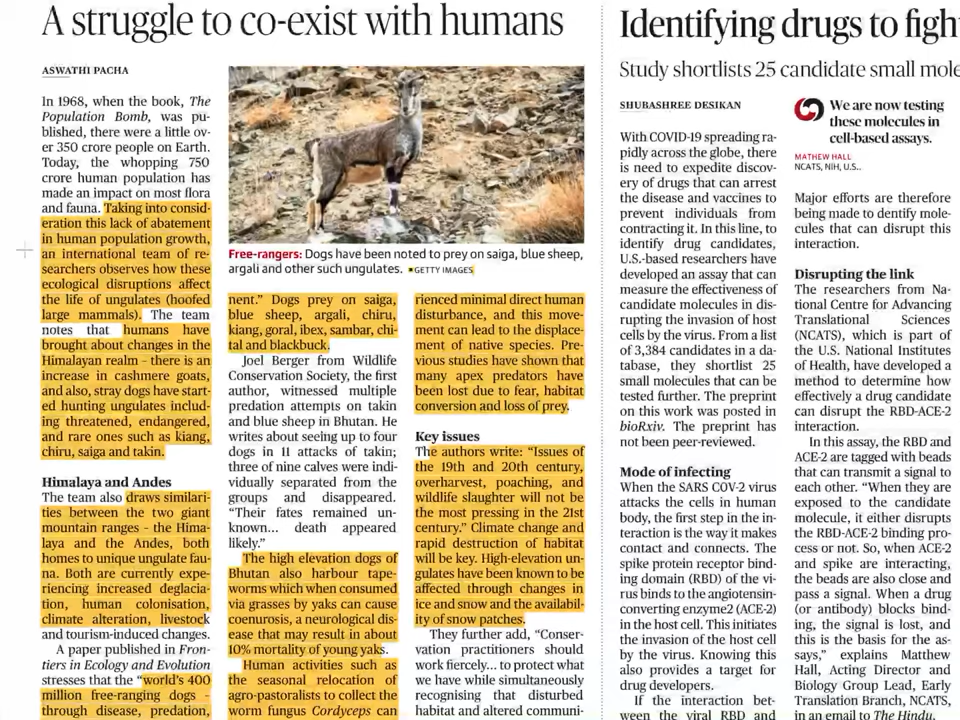 A struggle to co-exist with humans
ASWATHI PACHA
In 1968, when the book, The
Population Bomb, was pu-
blished, there were a little ov-
er 350 crore people on Earth.
Today, the whopping 750
crore human population has
made an impact on most flora
and fauna. Taking into consid-
eration this lack of abatement
in human population growth,
an international team of re-
searchers observes how these
ecological disruptions affect
the life of ungulates (hoofed
large mammals). The team
notes that humans have
brought about changes in the
Himalayan realm – there is an
increase in cashmere goats,
and also, stray dogs have start-
ed hunting ungulates includ-
ing threatened, endangered,
and rare ones such as kiang,
chiru, saiga and takin.
Himalaya and Andes
The team also draws similari-
ties between the two giant
mountain ranges – the Hima-
laya and the Andes, both
homes to unique ungulate fau-
na. Both are currently expe-
riencing increased deglacia-
tion, human colonisation,
climate alteration, livestock
and tourism-induced changes.
A paper published in Fron-
tiers in Ecology and Evolution
stresses that the “world’s 400
million free-ranging dogs –
through disease, predation,
Free-rangers: Dogs have been noted to prey on saiga, blue sheep,
argali and other such ungulates. GETTY IMAGES
nent.” Dogs prey on saiga,
blue sheep, argali, chiru,
kiang, goral, ibex, sambar, chi-
tal and blackbuck.
Joel Berger from Wildlife
Conservation Society, the first
author, witnessed multiple
predation attempts on takin
and blue sheep in Bhutan. He
writes about seeing up to four
dogs in 11 attacks of takin;
three of nine calves were indi-
vidually separated from the
groups and disappeared.
“Their fates remained un-
known... death appeared
likely.”
The high elevation dogs of
Bhutan also harbour tape-
worms which when consumed
via grasses by yaks can cause
coenurosis, a neurological dis-
ease that may result in about
10% mortality of young yaks.
Human activities such as
the seasonal relocation of
agro-pastoralists to collect the
worm fungus Cordyceps can
rienced minimal direct human
disturbance, and this move-
ment can lead to the displace-
ment of native species. Pre-
vious studies have shown that
many apex predators have
been lost due to fear, habitat
conversion and loss of prey.
Key issues
The authors write: “Issues of
the 19th and 20th century,
overharvest, poaching, and
wildlife slaughter will not be
the most pressing in the 21st
century.” Climate change and
rapid destruction of habitat
will be key. High-elevation un-
gulates have been known to be
affected through changes in
ice and snow and the availabil-
ity of snow patches.
They further add, “Conser-
vation practitioners should
work fiercely... to protect what
we have while simultaneously
recognising that disturbed
habitat and altered communi-
Identifying drugs to figh
Study shortlists 25 candidate small mole
SHUBASHREE DESIKAN
With COVID-19 spreading ra-
pidly across the globe, there
is need to expedite discov-
ery of drugs that can arrest
the disease and vaccines to
prevent individuals from
contracting it. In this line, to
identify drug candidates,
U.S.-based researchers have
developed an assay that can
measure the effectiveness of
candidate molecules in dis-
rupting the invasion of host
cells by the virus. From a list
of 3,384 candidates in a da-
tabase, they shortlist 25
small molecules that can be
tested further. The preprint
on this work was posted in
bioRxiv. The preprint has
not been peer-reviewed.
Mode of infecting
When the SARS COV-2 virus
attacks the cells in human
body, the first step in the in-
teraction is the way it makes
contact and connects. The
spike protein receptor bind-
ing domain (RBD) of the vi-
rus binds to the angiotensin-
converting enzyme2 (ACE-2)
in the host cell. This initiates
the invasion of the host cell
by the virus. Knowing this
also provides a target for
drug developers.
If the interaction bet-
ween the viral RBD and
We are now testing
these molecules in
cell-based assays.
MATHEW HALL
NCATS, NIH, U.S..
Major efforts are therefore
being made to dentify mole-
cules that can disrupt this
interaction.
Disrupting the link
The researchers from Na-
tional Centre for Advancing
Translational Sciences
(NCATS), which is part of
the U.S. National Institutes
of Health, have developed a
method to determine how
effectively a drug candidate
can disrupt the RBD-ACE-2
interaction.
In this assay, the RBD and
ACE-2 are tagged with beads
that can transmit a signal to
each other. “When they are
exposed to the candidate
molecule, it either disrupts
the RBD-ACE-2 binding pro-
cess or not. So, when ACE-2
and spike are interacting,
the beads are also close and
pass a signal. When a drug
(or antibody) blocks bind-
ing, the signal is lost, and
this is the basis for the as-
says,” explains Matthew
Hall, Acting Director and
Biology Group Lead, Early
Translation Branch, NCATS,
in an email to The Hindu.